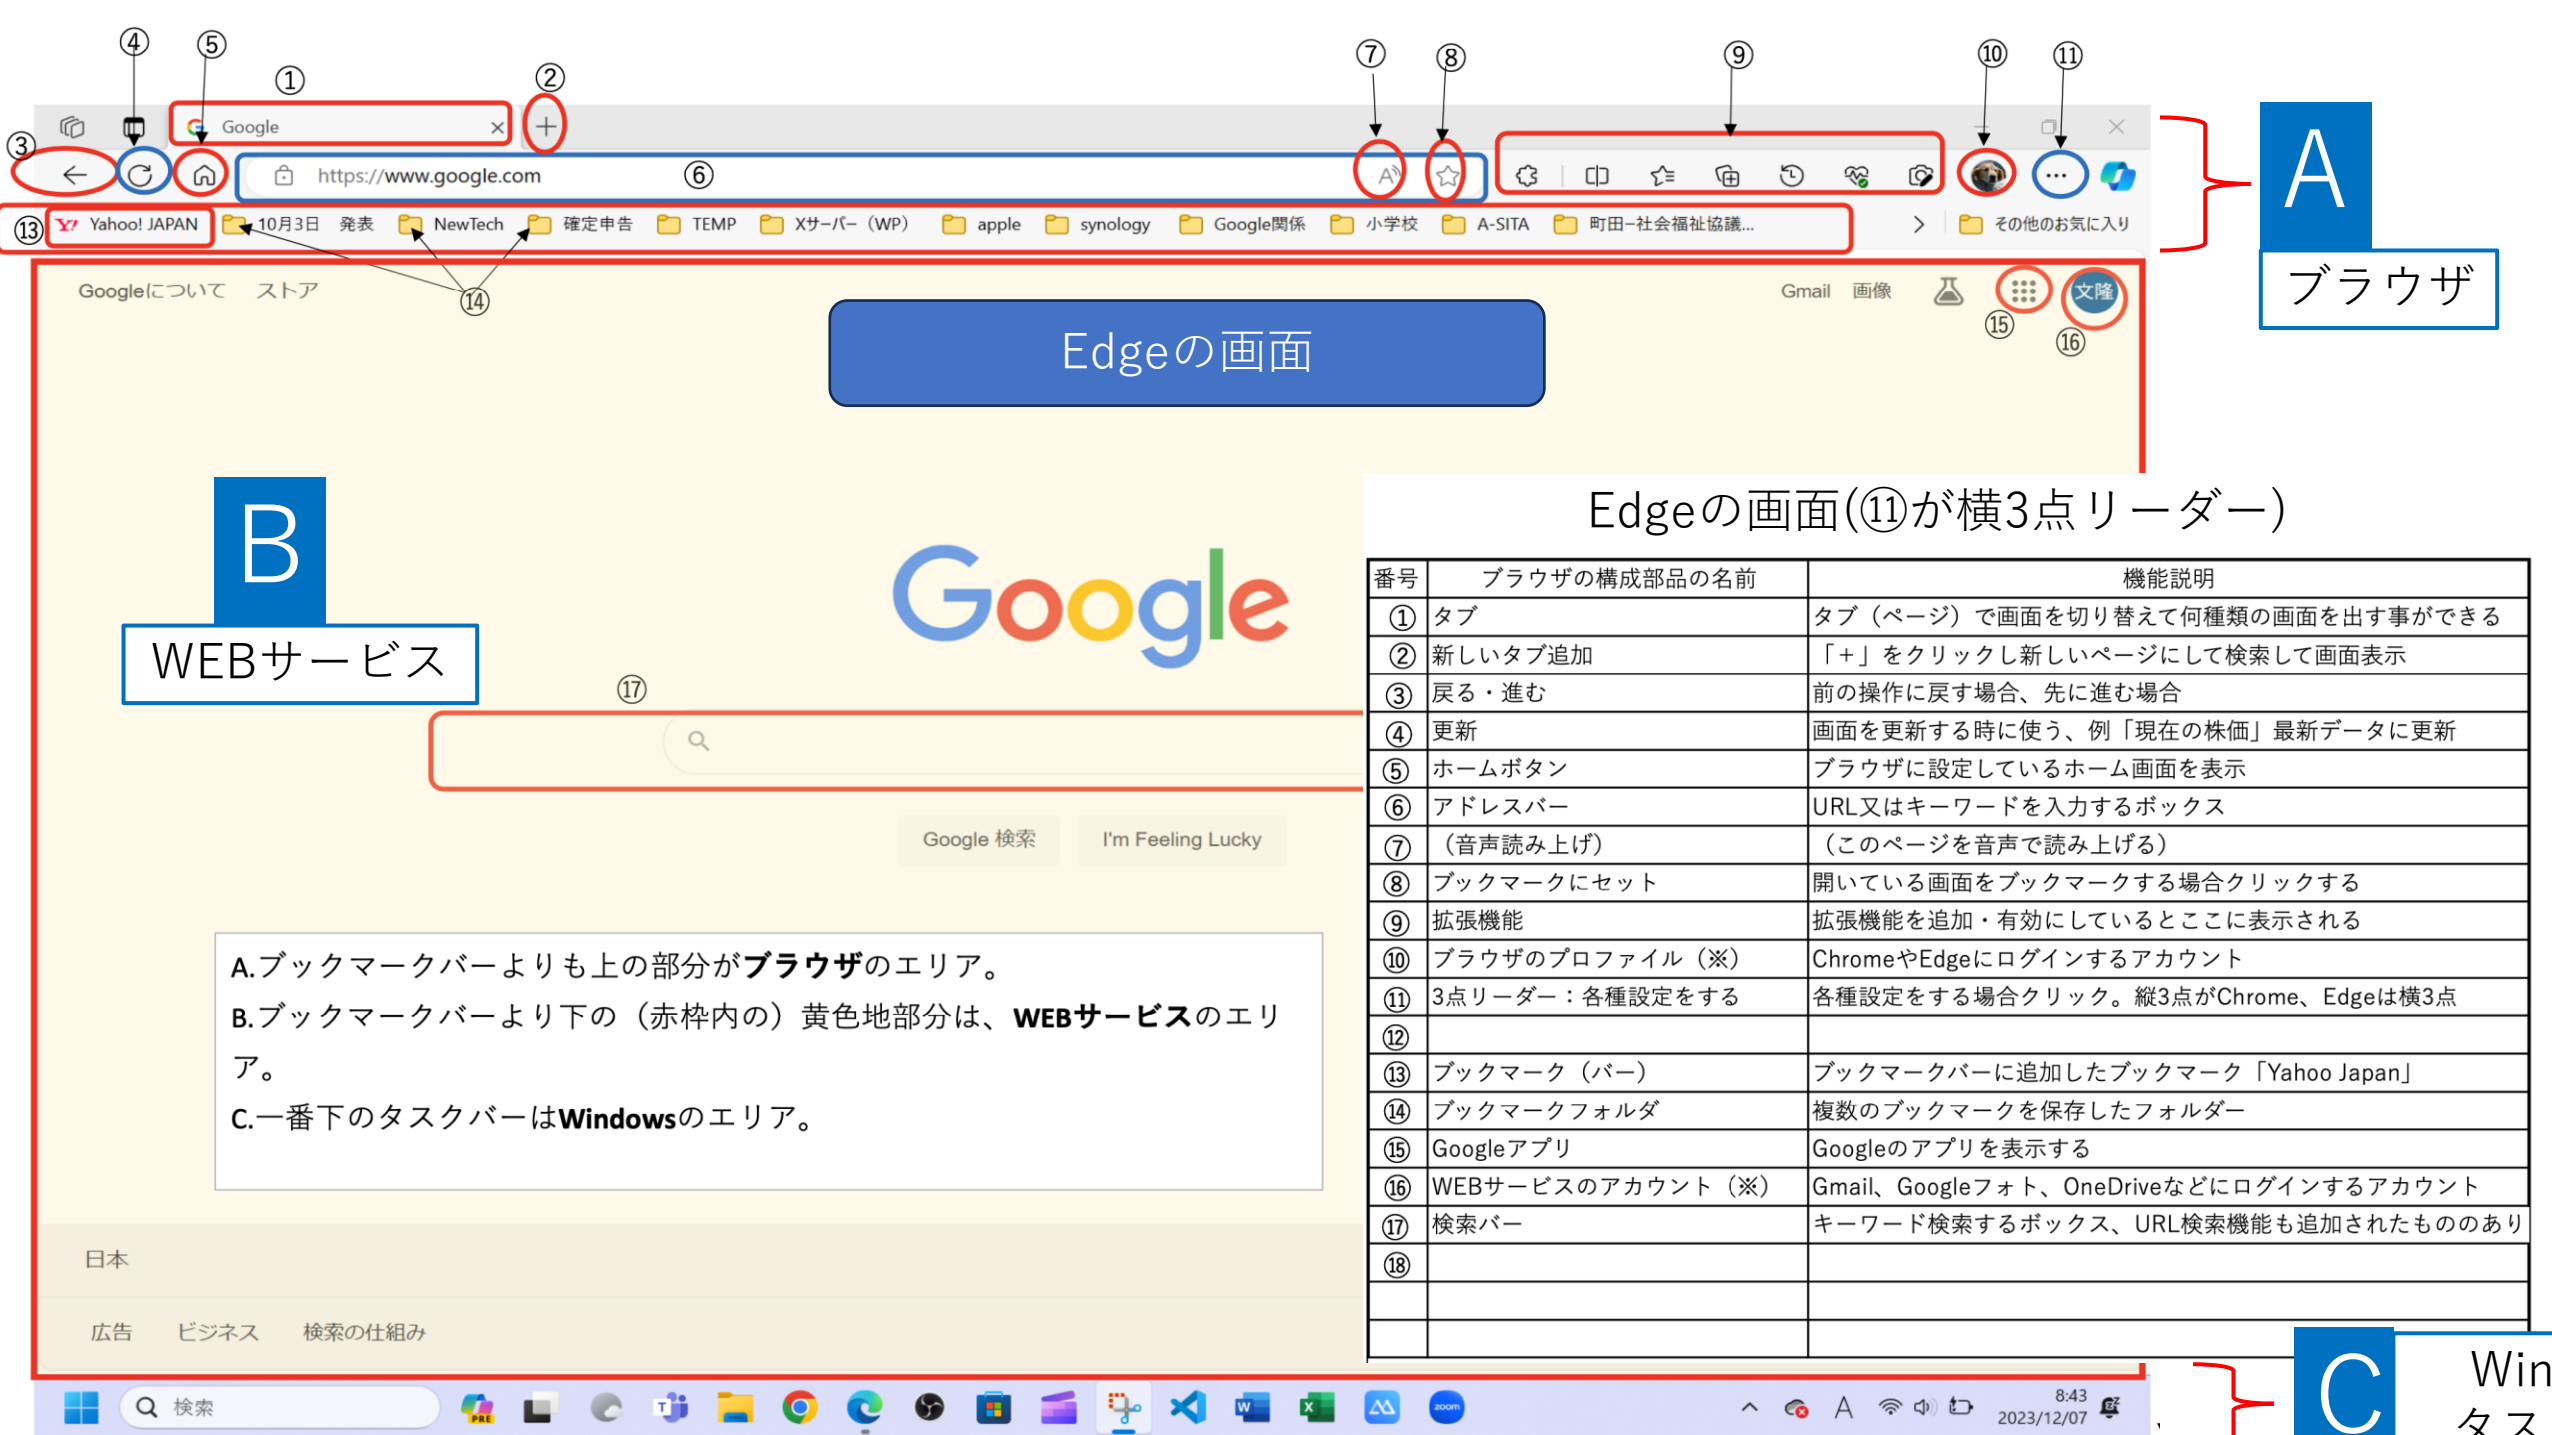 ④ ⑤ ① ② ⑦ ⑧ ⑨ ⑩ ⑪
Google
③
https://www.google.com
⑥
A
ブラウザ
⑬ Yahoo! JAPAN 10月3日 発表 NewTech 確定申告 TEMP Xサーバー（WP） apple synology Google関係 小学校 A-SITA 町田–社会福祉協議... その他のお気に入り
Googleについて ストア
⑭
Gmail 画像 文隆
⑮ ⑯
Edgeの画面
B
WEBサービス
Google
⑰
Google 検索 I'm Feeling Lucky
A.ブックマークバーよりも上の部分がブラウザのエリア。
B.ブックマークバーより下の（赤枠内の）黄色地部分は、WEBサービスのエリ
ア。
C.一番下のタスクバーはWindowsのエリア。
Edgeの画面(⑪が横3点リーダー)
番号 ブラウザの構成部品の名前 機能説明
① タブ タブ（ページ）で画面を切り替えて何種類の画面を出す事ができる
② 新しいタブ追加 「+」をクリックし新しいページにして検索して画面表示
③ 戻る・進む 前の操作に戻す場合、先に進む場合
④ 更新 画面を更新する時に使う、例「現在の株価」最新データに更新
⑤ ホームボタン ブラウザに設定しているホーム画面を表示
⑥ アドレスバー URL又はキーワードを入力するボックス
⑦ （音声読み上げ） （このページを音声で読み上げる）
⑧ ブックマークにセット 開いている画面をブックマークする場合クリックする
⑨ 拡張機能 拡張機能を追加・有効にしているとここに表示される
⑩ ブラウザのプロファイル（※） ChromeやEdgeにログインするアカウント
⑪ 3点リーダー：各種設定をする 各種設定をする場合クリック。縦3点がChrome、Edgeは横3点
⑫
⑬ ブックマーク（バー） ブックマークバーに追加したブックマーク「Yahoo Japan」
⑭ ブックマークフォルダ 複数のブックマークを保存したフォルダー
⑮ Googleアプリ Googleのアプリを表示する
⑯ WEBサービスのアカウント（※） Gmail、Googleフォト、OneDriveなどにログインするアカウント
⑰ 検索バー キーワード検索するボックス、URL検索機能も追加されたもののあり
⑱
日本
広告 ビジネス 検索の仕組み
検索 PRE zoom A 8:43
2023/12/07
C
Win
タス